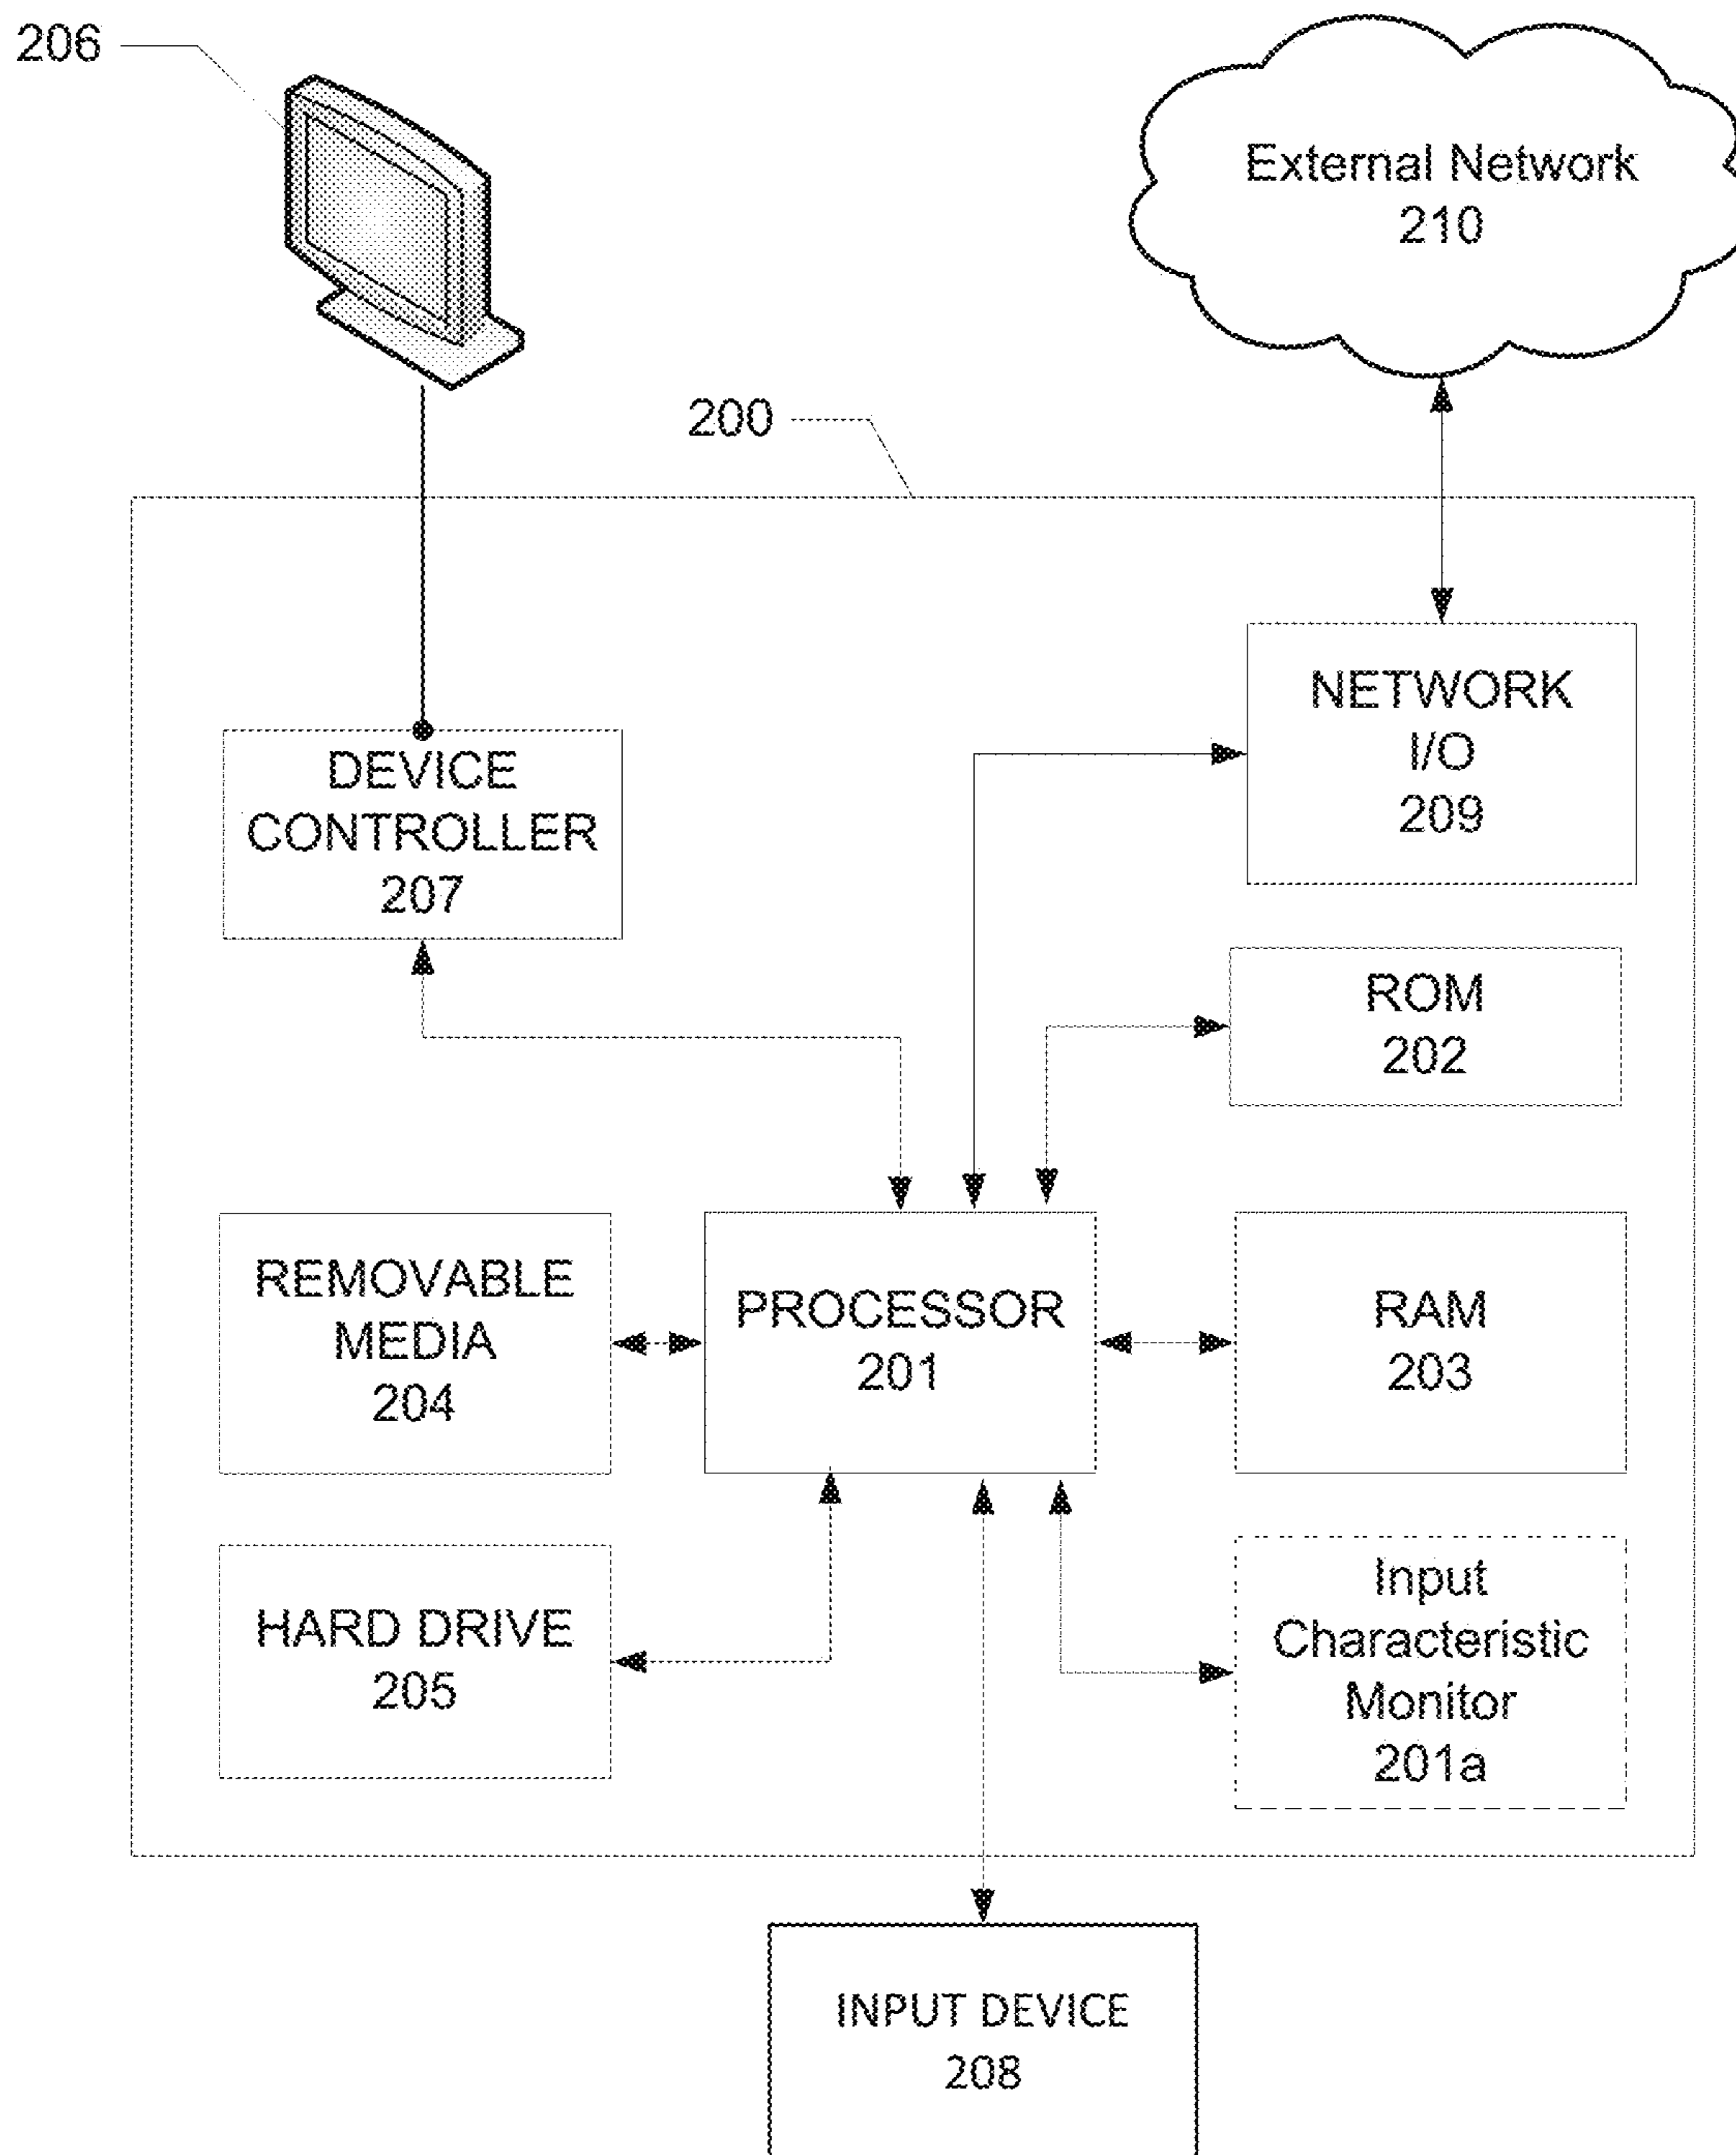 206
External Network
210
200
NETWORK
I/O
209
DEVICE
CONTROLLER
207
ROM
202
REMOVABLE
MEDIA
204
PROCESSOR
201
RAM
203
HARD DRIVE
205
Input
Characteristic
Monitor
201a
INPUT DEVICE
208